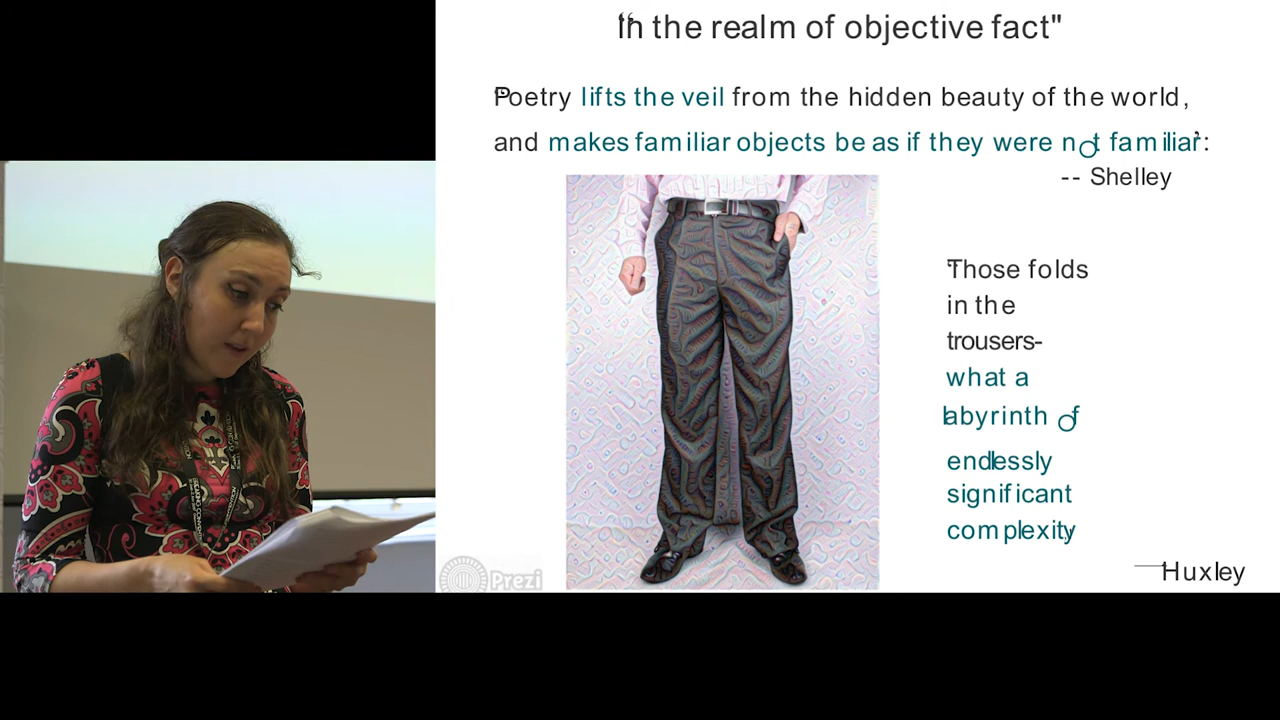 "In the realm of objective fact"
"Poetry lifts the veil from the hidden beauty of the world,
and makes familiar objects be as if they were not familiar":
-- Shelley
"Those folds
in the
trousers-
what a
labyrinth of
endlessly
significant
complexity
Huxley
Prezi